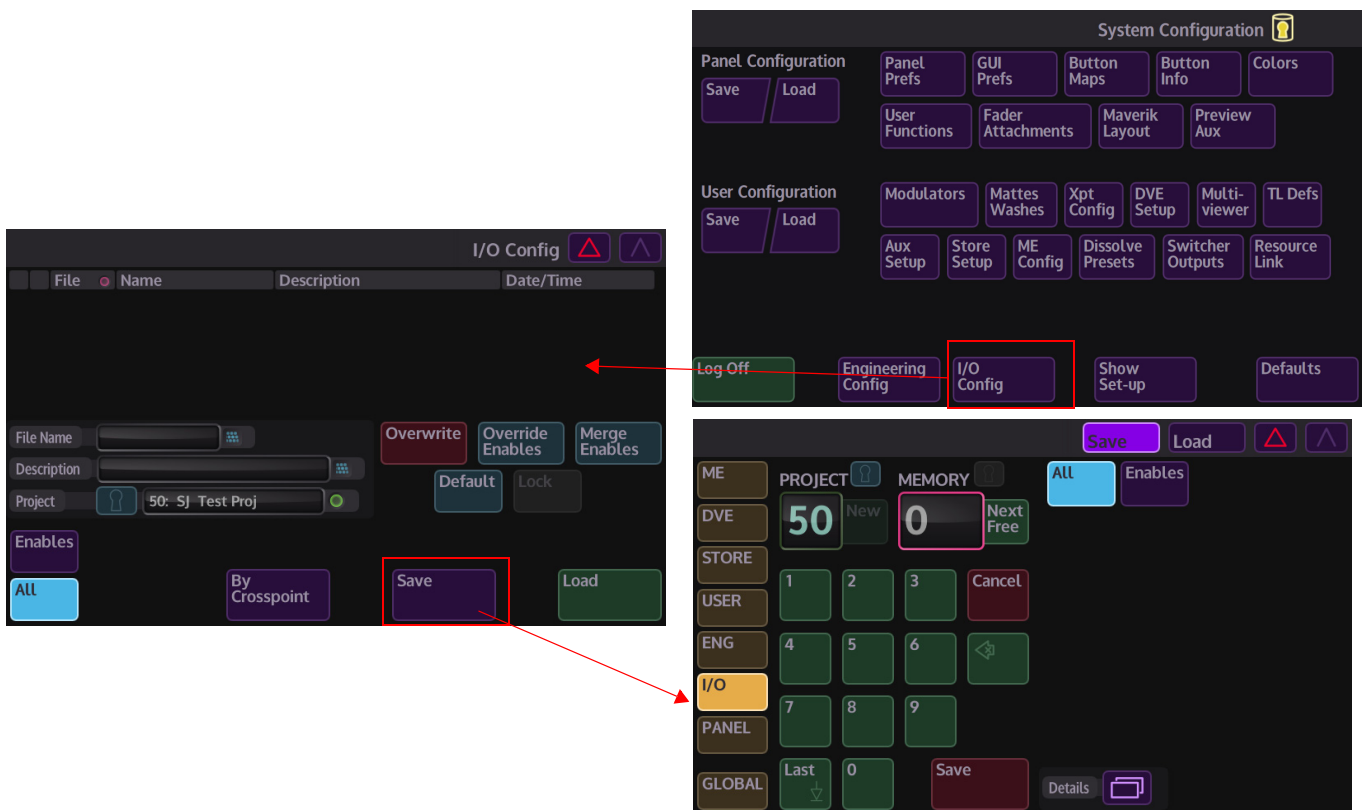 System Configuration
Panel Configuration
Save
Load
Panel
Prefs
GUI
Prefs
Button
Maps
Button
Info
Colors
User
Functions
Fader
Attachments
Maverik
Layout
Preview
Aux
User Configuration
Save
Load
Modulators
Mattes
Washes
Xpt
Config
DVE
Setup
Multi-
viewer
TL Defs
Aux
Setup
Store
Setup
ME
Config
Dissolve
Presets
Switcher
Outputs
Resource
Link
Log Off
Engineering
Config
I/O
Config
Show
Set-up
Defaults
I/O Config
File
Name
Description
Date/Time
File Name
Description
Project
50: SJ Test Proj
Overwrite
Override
Enables
Merge
Enables
Default
Lock
Enables
All
By
Crosspoint
Save
Load
Save
Load
ME
DVE
STORE
USER
ENG
I/O
PANEL
GLOBAL
PROJECT
MEMORY
50
New
0
Next
Free
All
Enables
1
2
3
Cancel
4
5
6
7
8
9
Last
0
Save
Details